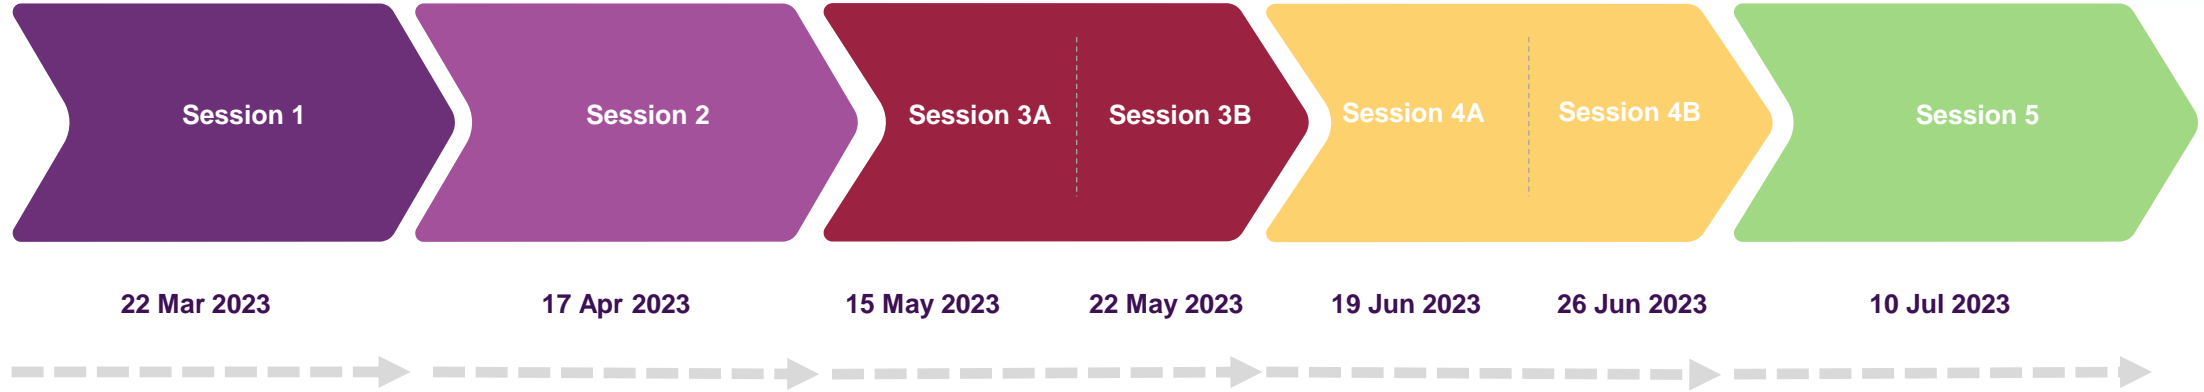 Session 1
Session 2
Session 3A
Session 3B
Session 4A
Session 4B
Session 5
22 Mar 2023
17 Apr 2023
15 May 2023
22 May 2023
19 Jun 2023
26 Jun 2023
10 Jul 2023